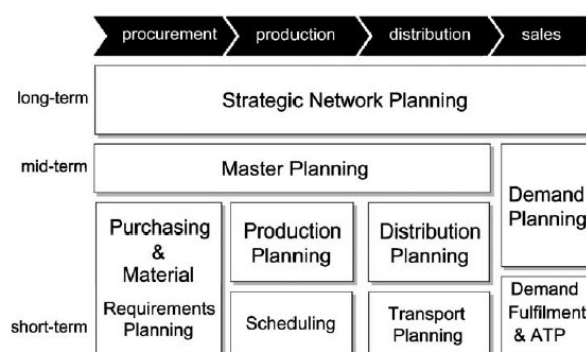 procurement production distribution sales
long-term
Strategic Network Planning
mid-term
Master Planning
Demand
Planning
Purchasing
&
Material
Requirements
Planning
Production
Planning
Distribution
Planning
short-term
Scheduling
Transport
Planning
Demand
Fulfilment
& ATP